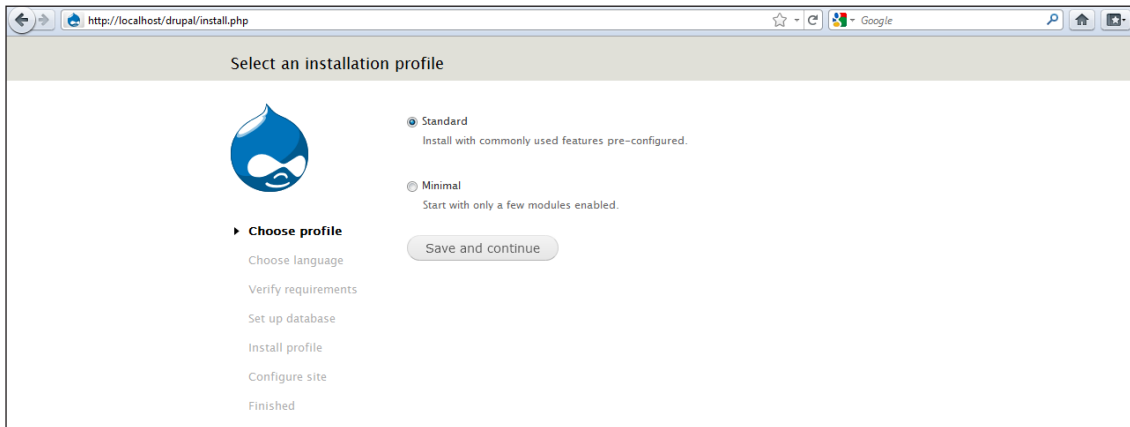 http://localhost/drupal/install.php
Google
Select an installation profile
Standard
Install with commonly used features pre-configured.
Minimal
Start with only a few modules enabled.
Save and continue
Choose profile
Choose language
Verify requirements
Set up database
Install profile
Configure site
Finished